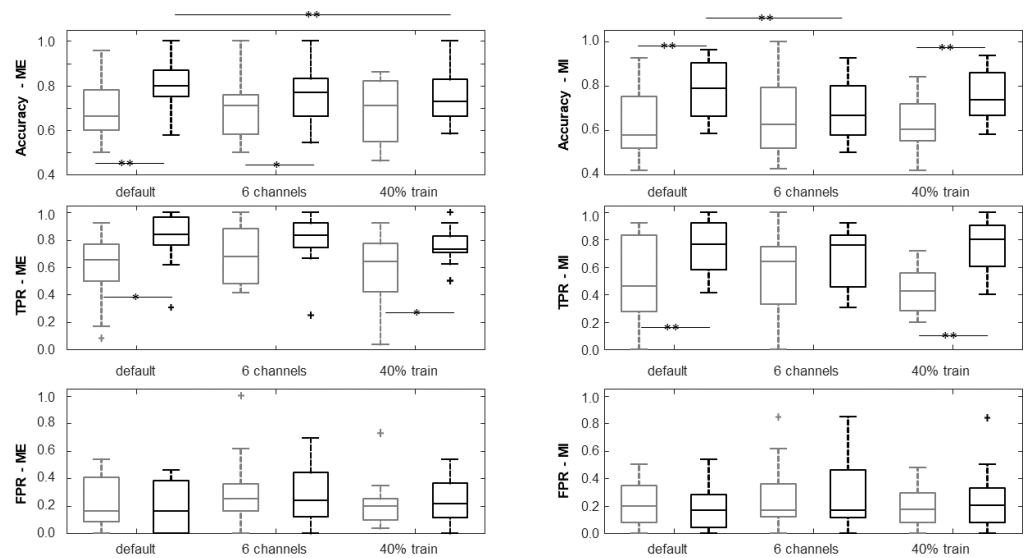 **
**
1.0
0.8
0.6
0.4
Accuracy - ME
**
*
default
6 channels
40% train
1.0
0.8
0.6
0.4
Accuracy - MI
**
**
default
6 channels
40% train
1.0
0.8
0.6
0.4
0.2
0.0
TPR - ME
*
*
default
6 channels
40% train
1.0
0.8
0.6
0.4
0.2
0.0
TPR - MI
**
**
default
6 channels
40% train
1.0
0.8
0.6
0.4
0.2
0.0
FPR - ME
default
6 channels
40% train
1.0
0.8
0.6
0.4
0.2
0.0
FPR - MI
default
6 channels
40% train